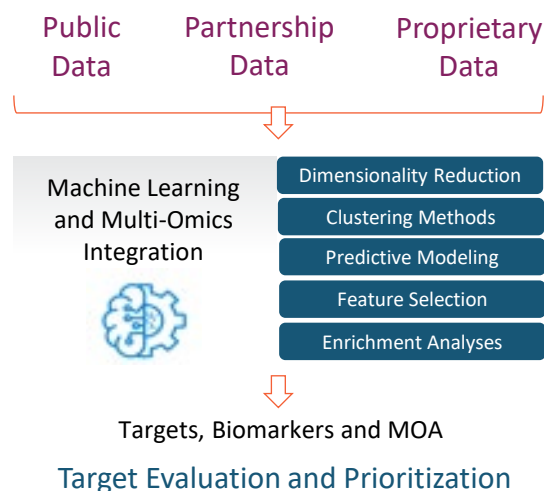 Public Partnership Proprietary
Data Data Data
Machine Learning
and Multi-Omics
Integration
Dimensionality Reduction
Clustering Methods
Predictive Modeling
Feature Selection
Enrichment Analyses
Targets, Biomarkers and MOA
Target Evaluation and Prioritization